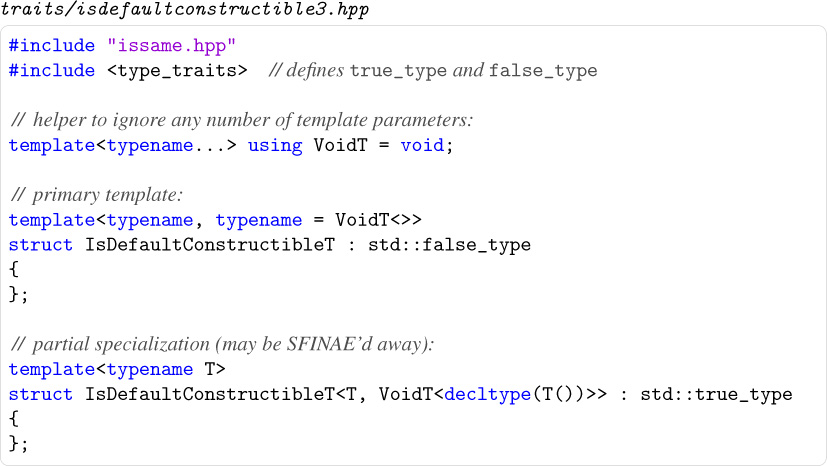 traits/isdefaultconstructible3.hpp
#include "issame.hpp"
#include <type_traits>  // defines true_type and false_type
// helper to ignore any number of template parameters:
template<typename...> using VoidT = void;
// primary template:
template<typename, typename = VoidT<>>
struct IsDefaultConstructibleT : std::false_type
{
};
// partial specialization (may be SFINAE’d away):
template<typename T>
struct IsDefaultConstructibleT<T, VoidT<decltype(T())>> : std::true_type
{
};